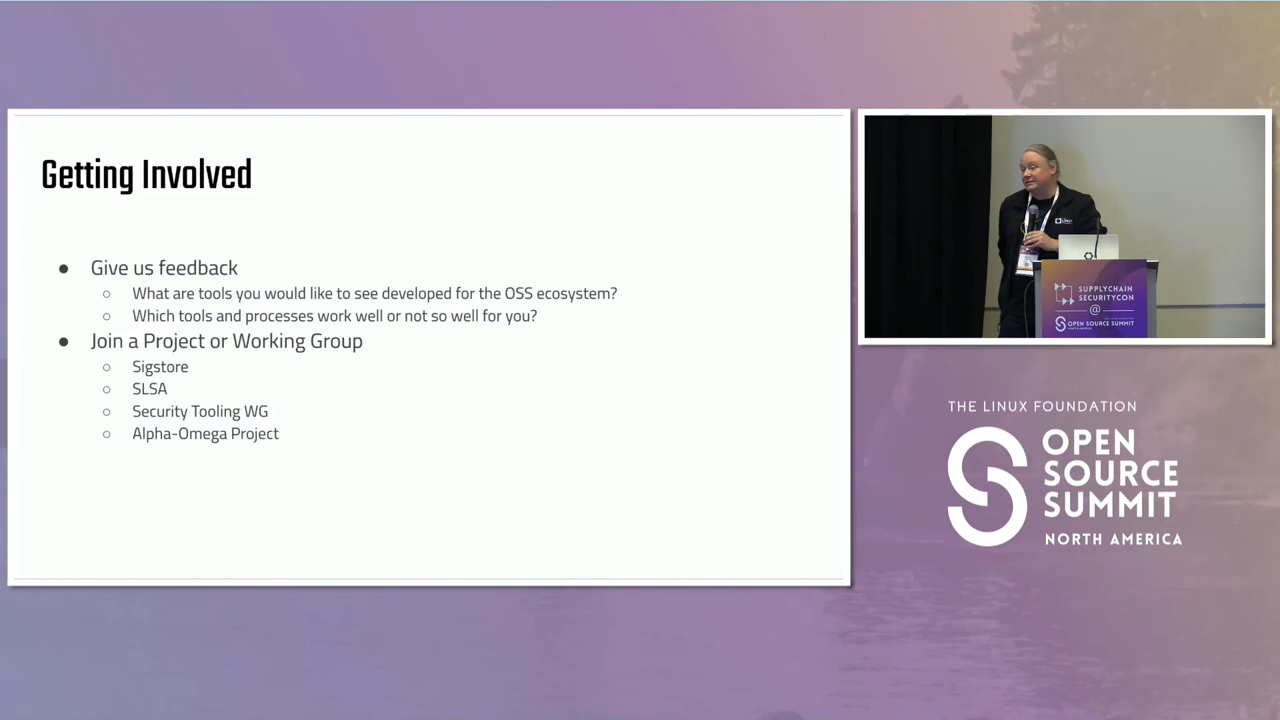 Getting Involved
● Give us feedback
○ What are tools you would like to see developed for the OSS ecosystem?
○ Which tools and processes work well or not so well for you?
● Join a Project or Working Group
○ Sigstore
○ SLSA
○ Security Tooling WG
○ Alpha-Omega Project
SUPPLYCHAIN
SECURITYCON
@
OPEN SOURCE SUMMIT
NORTH AMERICA
THE LINUX FOUNDATION
OPEN
SOURCE
SUMMIT
NORTH AMERICA